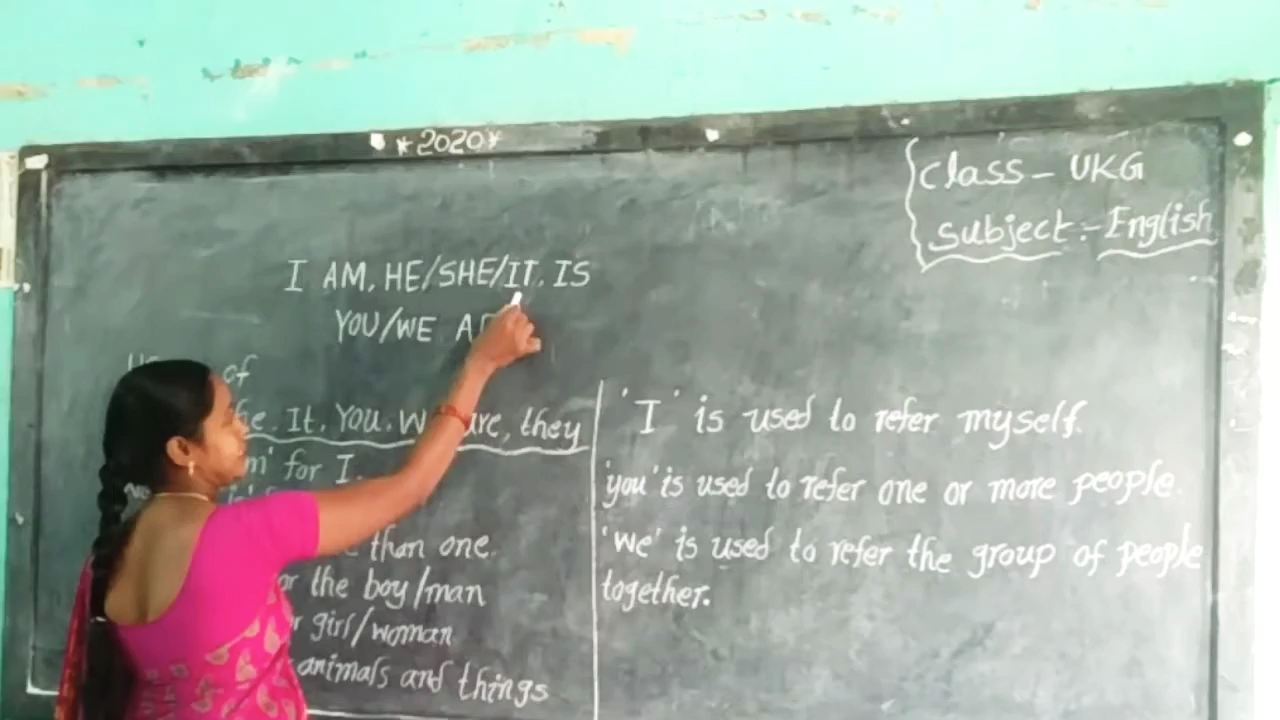 *2020*
Class - UKG
Subject :- English
I AM, HE/SHE/IT, IS
YOU/WE
of
It, You, We are, they
for I.
than one.
the boy/man
girl/woman
animals and things
'I' is used to refer myself.
'you' is used to refer one or more people.
'we' is used to refer the group of people
together.